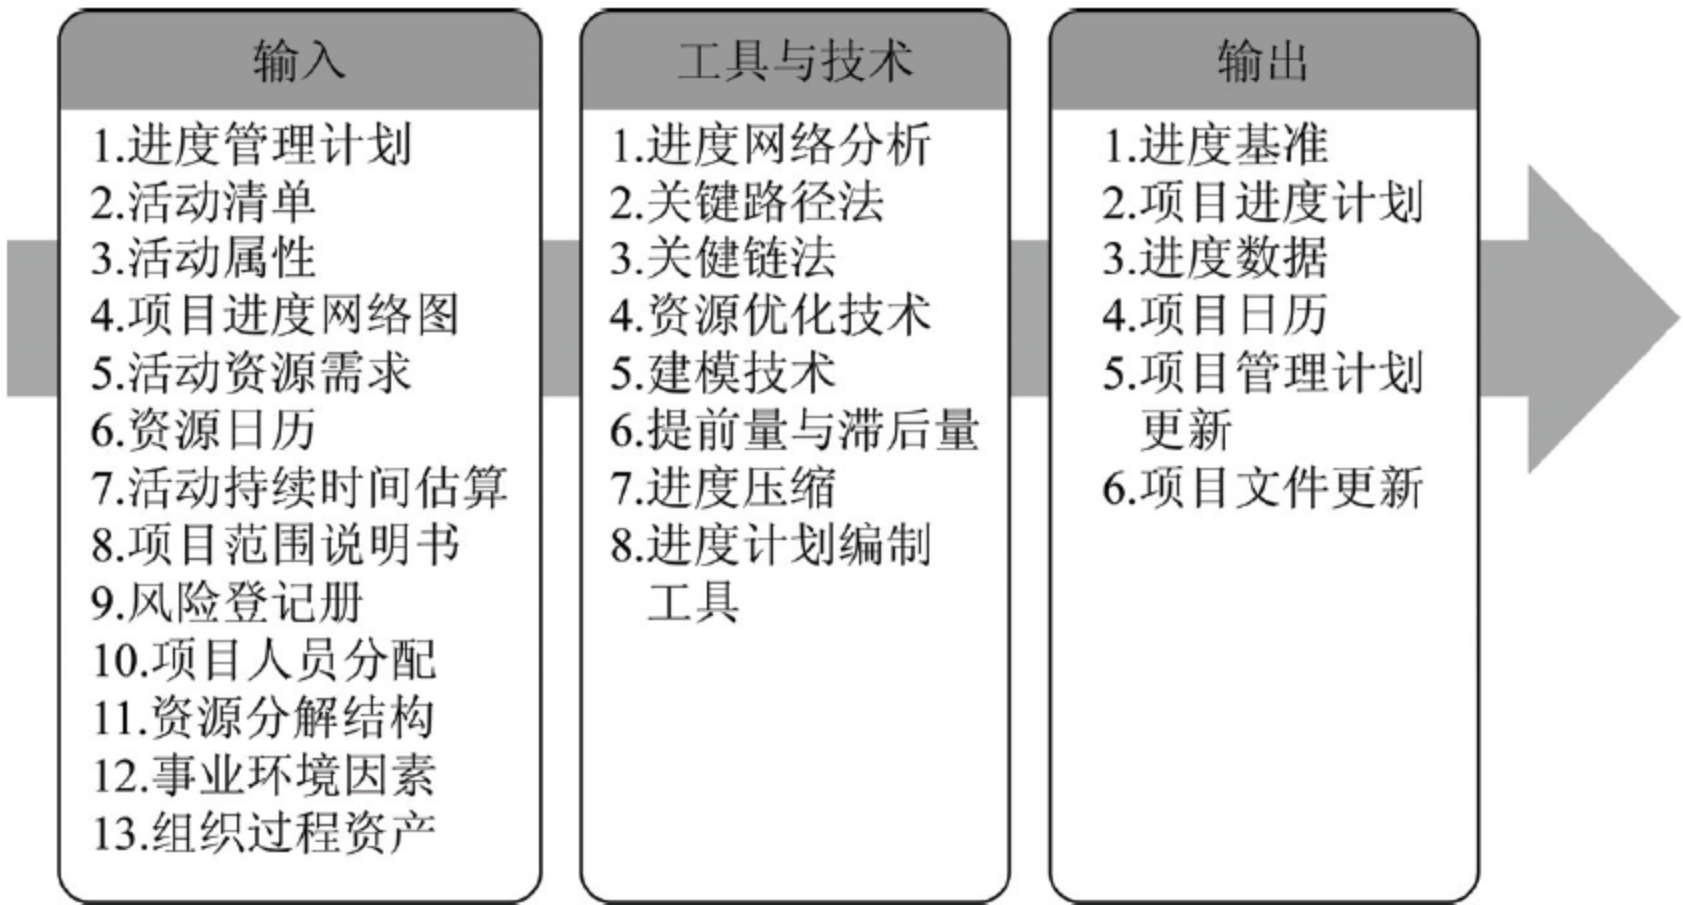 输入
1.进度管理计划
2.活动清单
3.活动属性
4.项目进度网络图
5.活动资源需求
6.资源日历
7.活动持续时间估算
8.项目范围说明书
9.风险登记册
10.项目人员分配
11.资源分解结构
12.事业环境因素
13.组织过程资产
工具与技术
1.进度网络分析
2.关键路径法
3.关健链法
4.资源优化技术
5.建模技术
6.提前量与滞后量
7.进度压缩
8.进度计划编制
工具
输出
1.进度基准
2.项目进度计划
3.进度数据
4.项目日历
5.项目管理计划
更新
6.项目文件更新